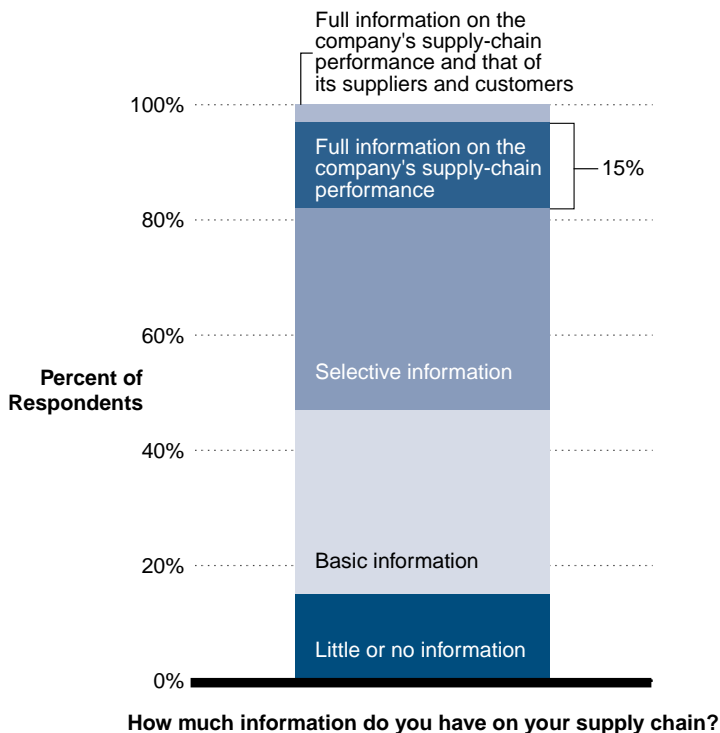 Full information on the
company's supply-chain
performance and that of
its suppliers and customers
100%
Full information on the
company's supply-chain
performance
15%
80%
60%
Selective information
Percent of
Respondents
40%
Basic information
20%
Little or no information
0%
How much information do you have on your supply chain?